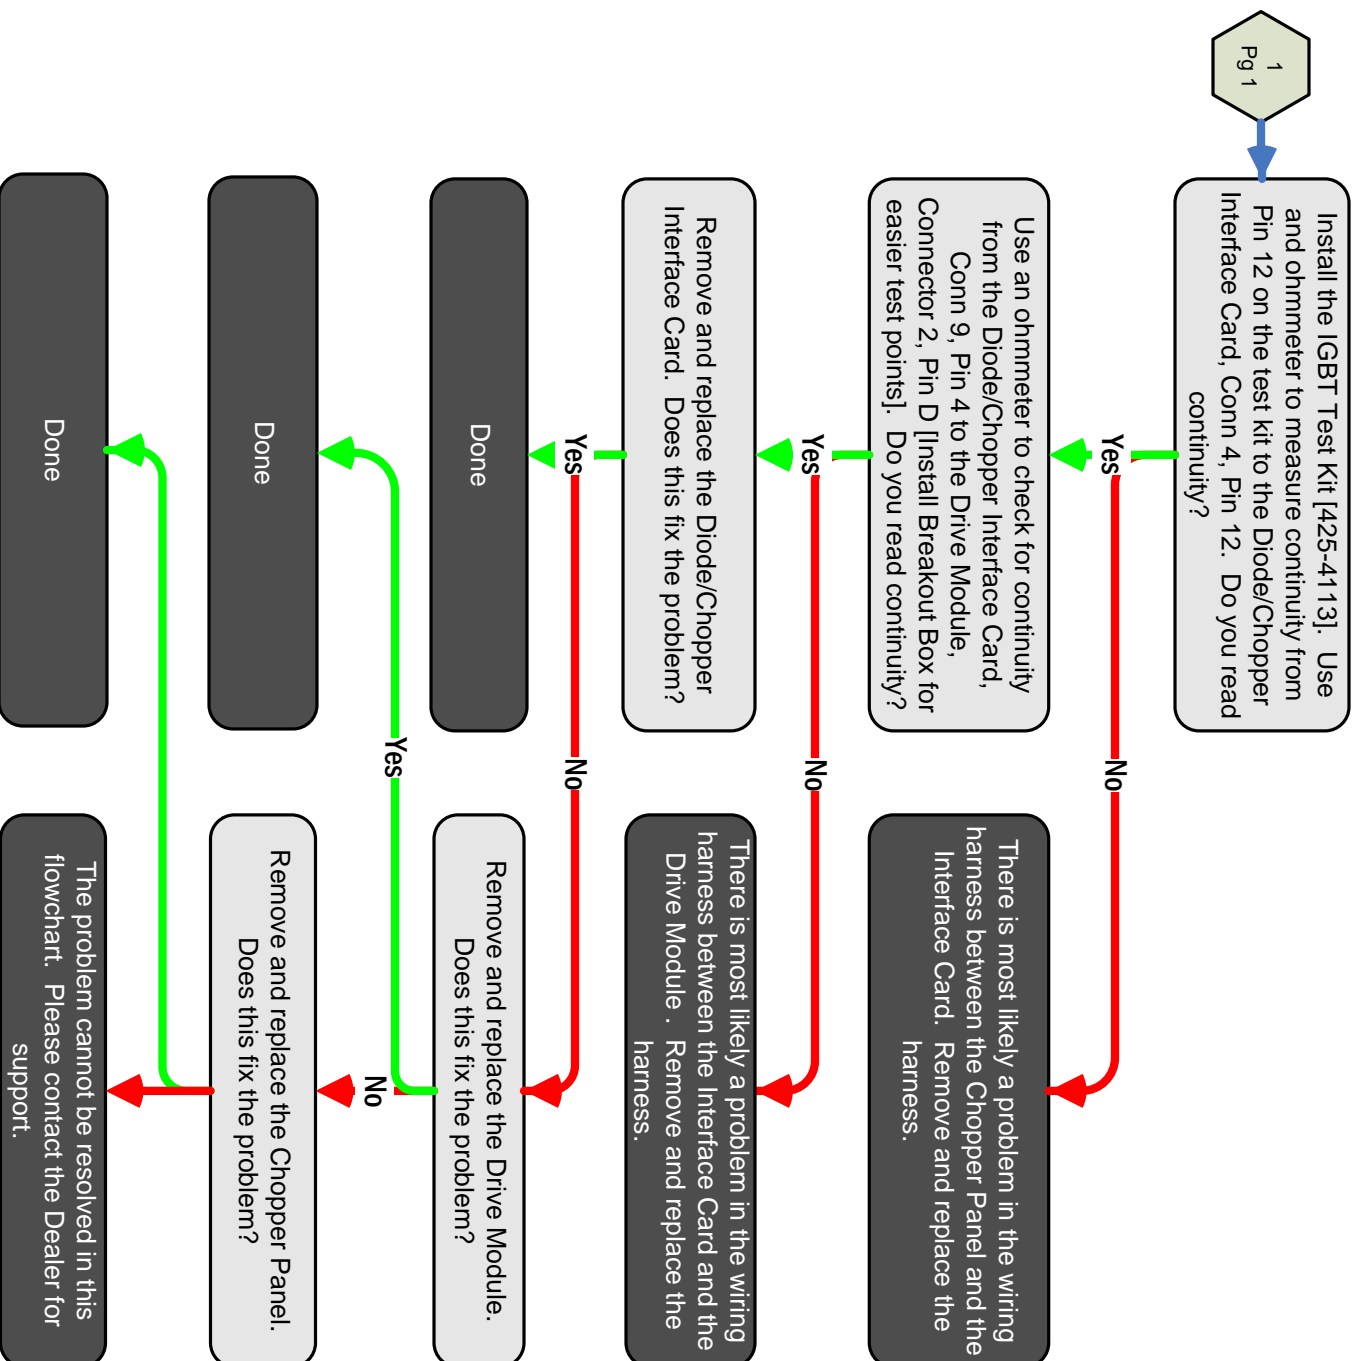 1
Pg 1
Install the IGBT Test Kit [425-4113]. Use
and ohmmeter to measure continuity from
Pin 12 on the test kit to the Diode/Chopper
Interface Card, Conn 4, Pin 12. Do you read
continuity?
Yes
No
There is most likely a problem in the wiring
harness between the Chopper Panel and the
Interface Card. Remove and replace the
harness.
Use an ohmmeter to check for continuity
from the Diode/Chopper Interface Card,
Conn 9, Pin 4 to the Drive Module,
Connector 2, Pin D [Install Breakout Box for
easier test points]. Do you read continuity?
Yes
No
There is most likely a problem in the wiring
harness between the Interface Card and the
Drive Module . Remove and replace the
harness.
Remove and replace the Diode/Chopper
Interface Card. Does this fix the problem?
Yes
No
Done
Remove and replace the Drive Module.
Does this fix the problem?
Yes
No
Done
Remove and replace the Chopper Panel.
Does this fix the problem?
Done
The problem cannot be resolved in this
flowchart. Please contact the Dealer for
support.